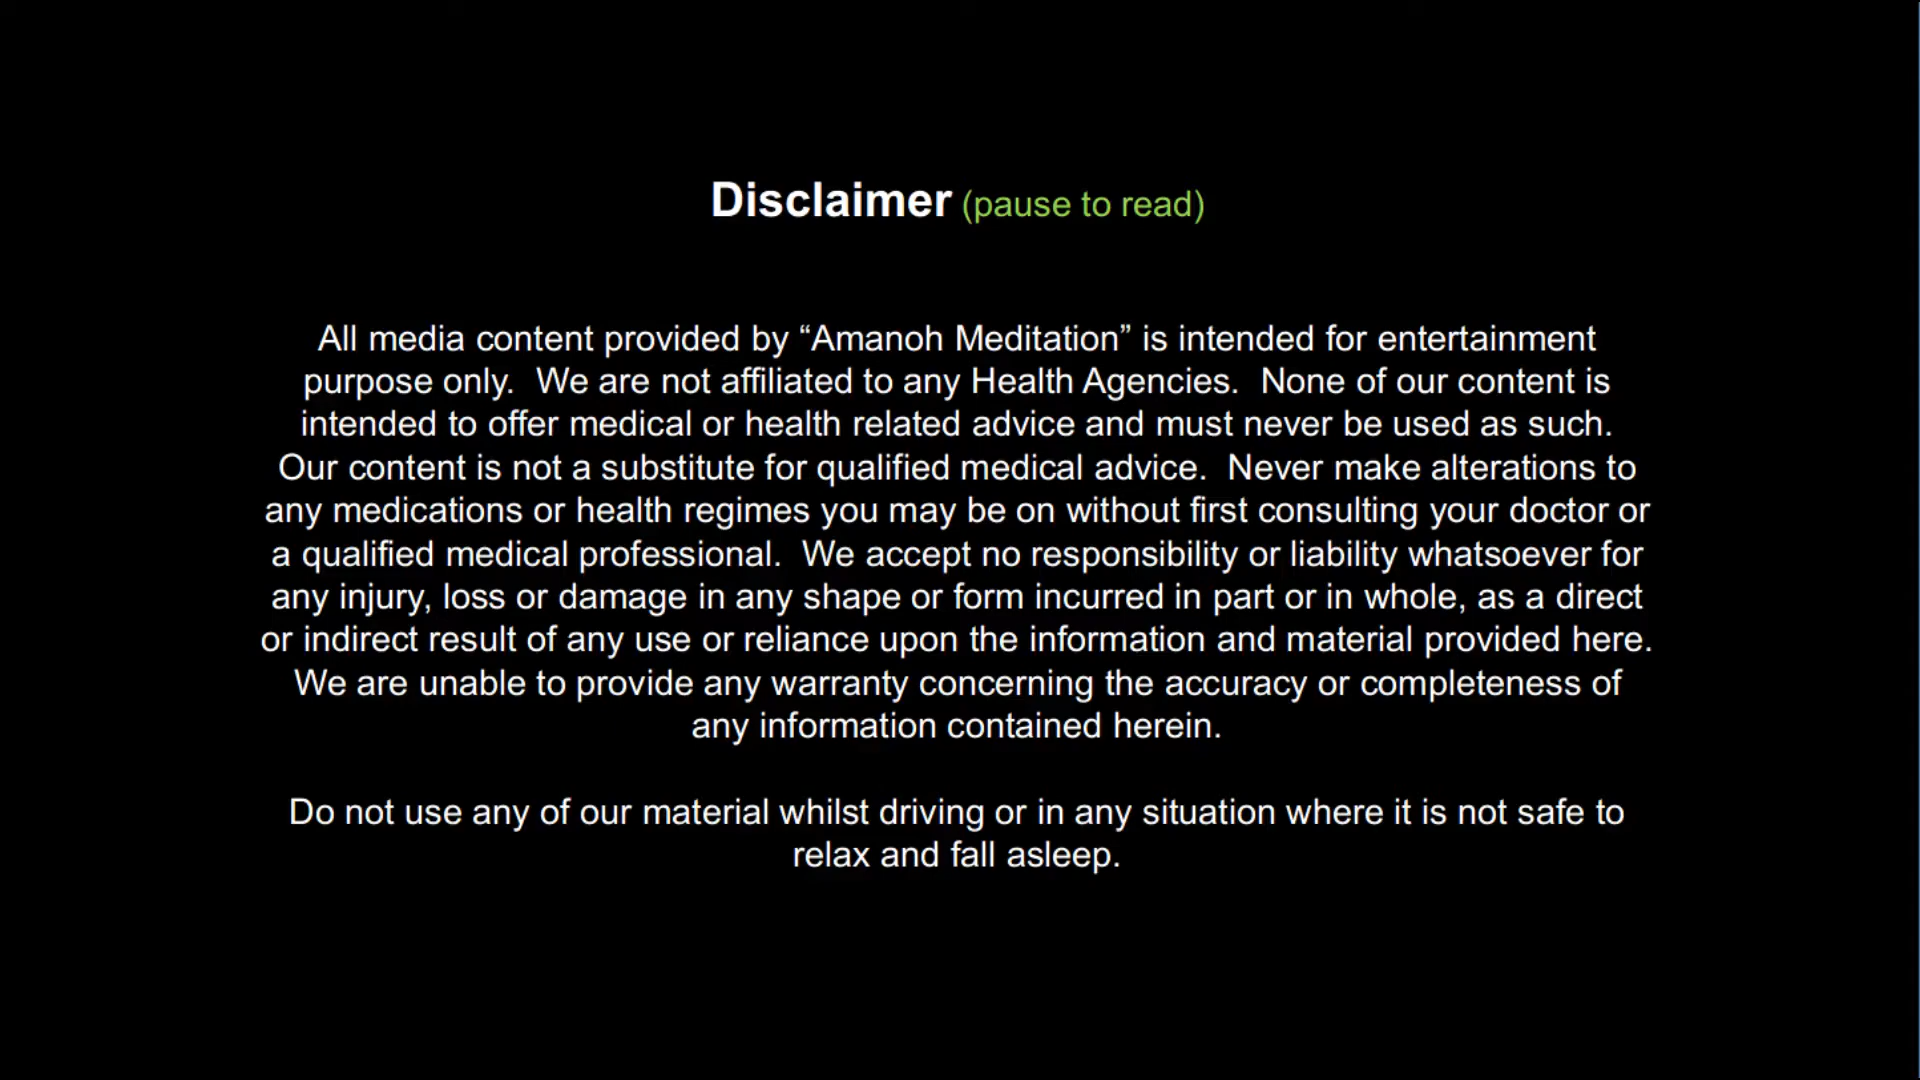 Disclaimer (pause to read)
All media content provided by “Amanoh Meditation” is intended for entertainment
purpose only.  We are not affiliated to any Health Agencies.  None of our content is
intended to offer medical or health related advice and must never be used as such.
Our content is not a substitute for qualified medical advice.  Never make alterations to
any medications or health regimes you may be on without first consulting your doctor or
a qualified medical professional.  We accept no responsibility or liability whatsoever for
any injury, loss or damage in any shape or form incurred in part or in whole, as a direct
or indirect result of any use or reliance upon the information and material provided here.
We are unable to provide any warranty concerning the accuracy or completeness of
any information contained herein.
Do not use any of our material whilst driving or in any situation where it is not safe to
relax and fall asleep.